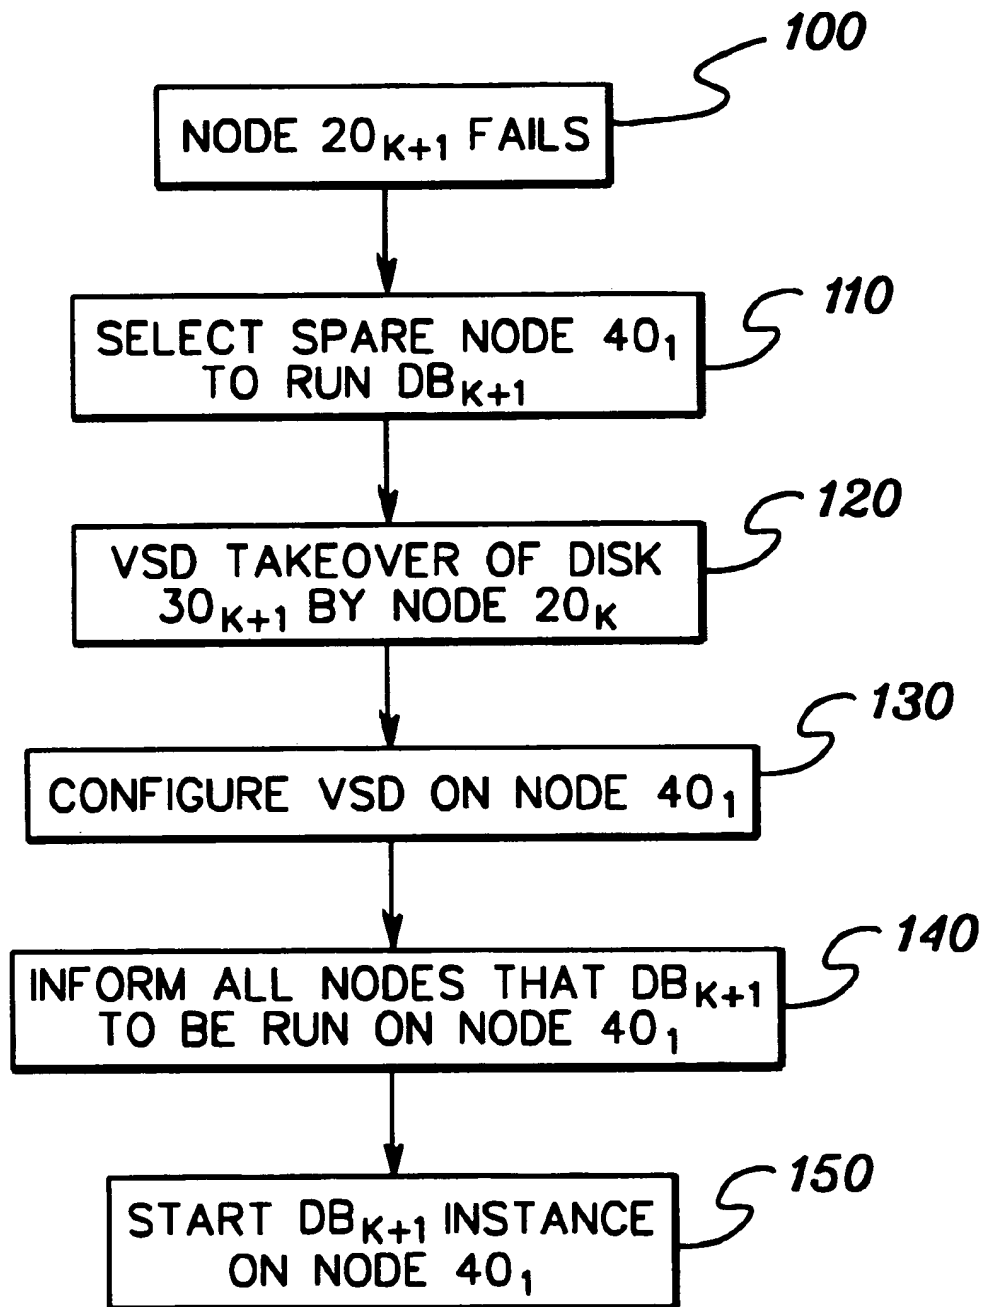 100
NODE 20K+1 FAILS
110
SELECT SPARE NODE 401
TO RUN DBK+1
120
VSD TAKEOVER OF DISK
30K+1 BY NODE 20K
130
CONFIGURE VSD ON NODE 401
140
INFORM ALL NODES THAT DBK+1
TO BE RUN ON NODE 401
150
START DBK+1 INSTANCE
ON NODE 401